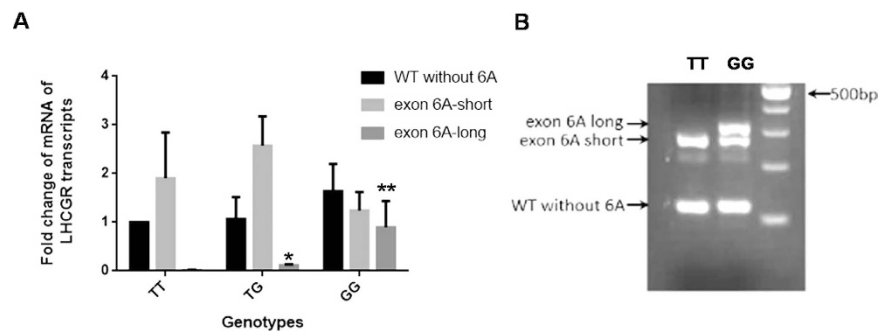 A
Fold change of mRNA of
LHCGR transcripts
4
3
2
1
0
WT without 6A
exon 6A-short
exon 6A-long
*
**
TT
TG
GG
Genotypes
B
TT GG
500bp
exon 6A long
exon 6A short
WT without 6A